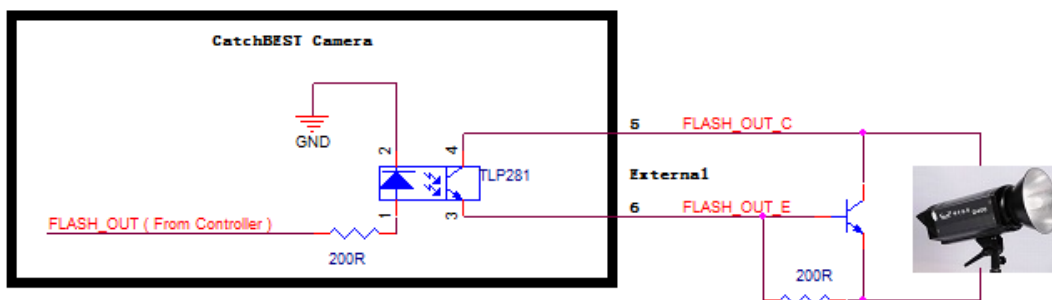 CatchBEST Camera
GND
2
4
TLP281
1
3
FLASH_OUT ( From Controller )
200R
5 FLASH_OUT_C
External
6 FLASH_OUT_E
200R